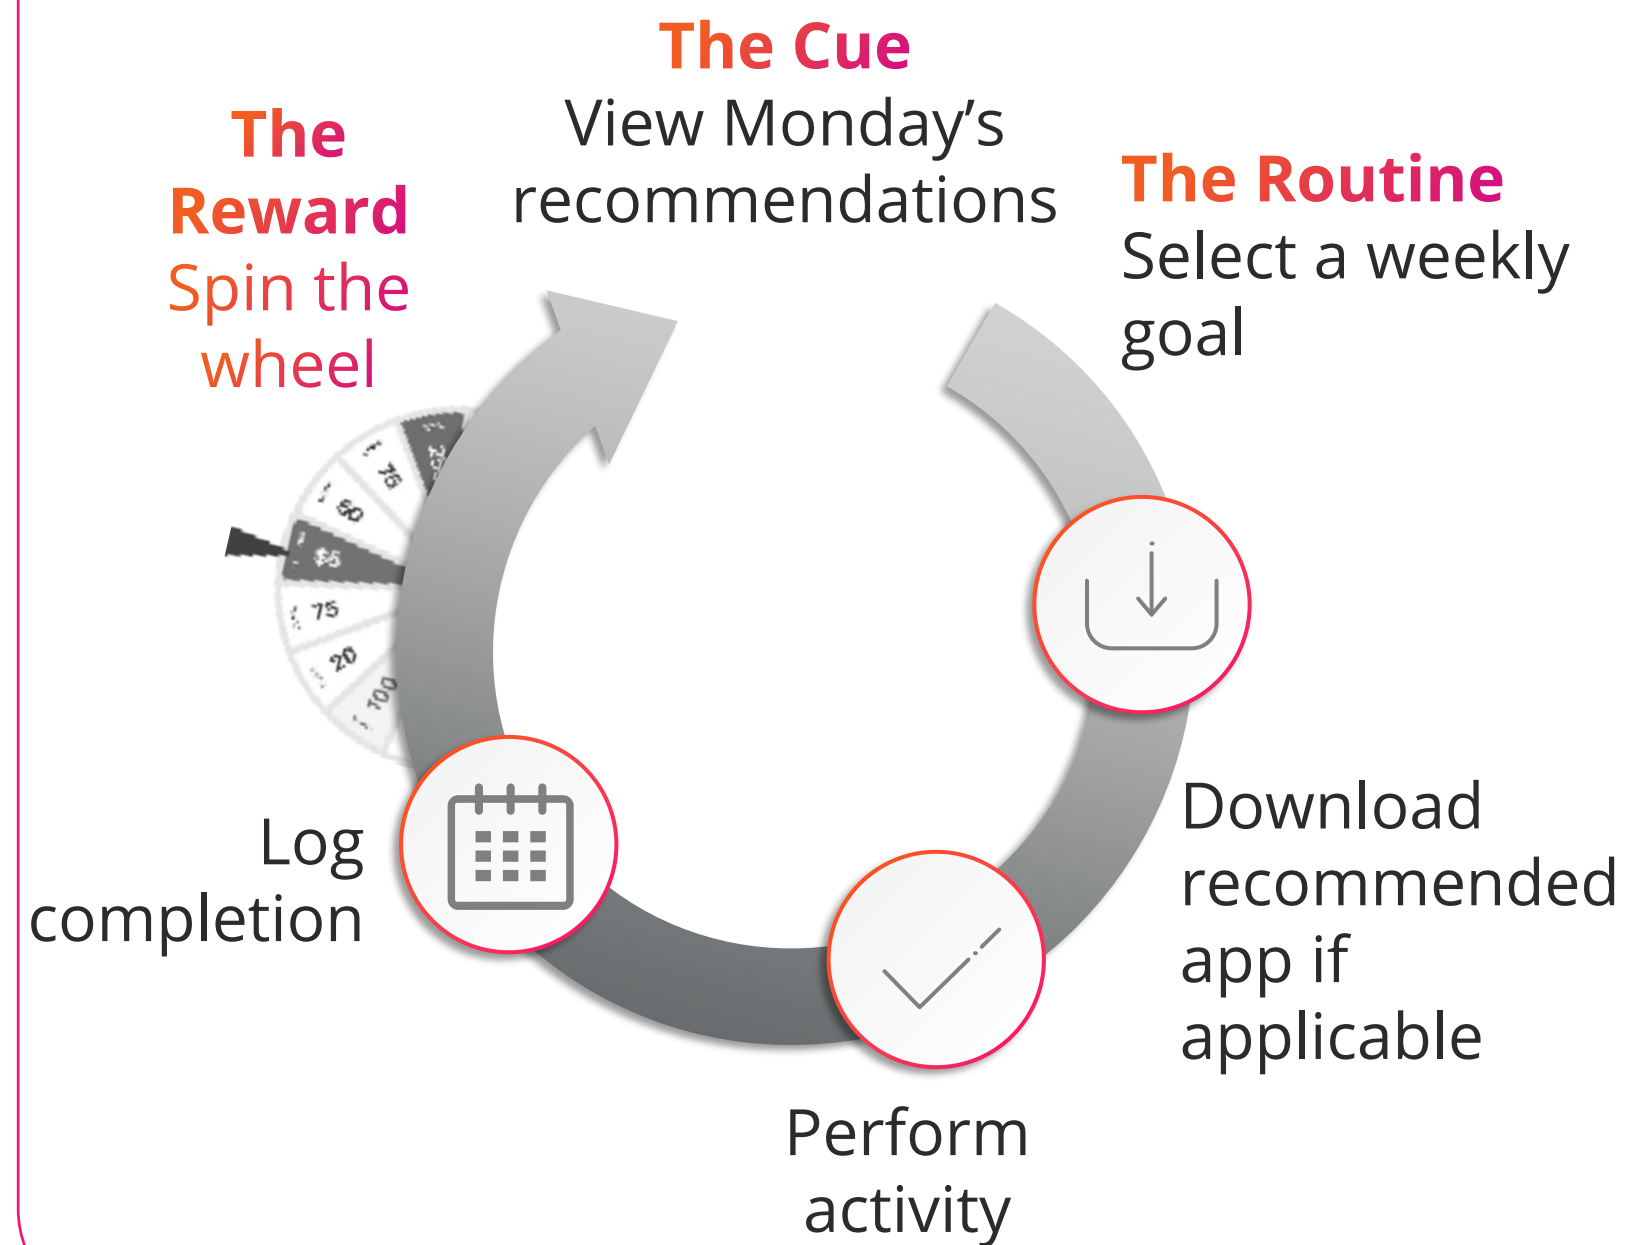 The Cue
View Monday’s
recommendations
The Routine
Select a weekly
goal
Download
recommended
app if
applicable
Perform
activity
Log
completion
The
Reward
Spin the
wheel
75
50
$5
75
20
100